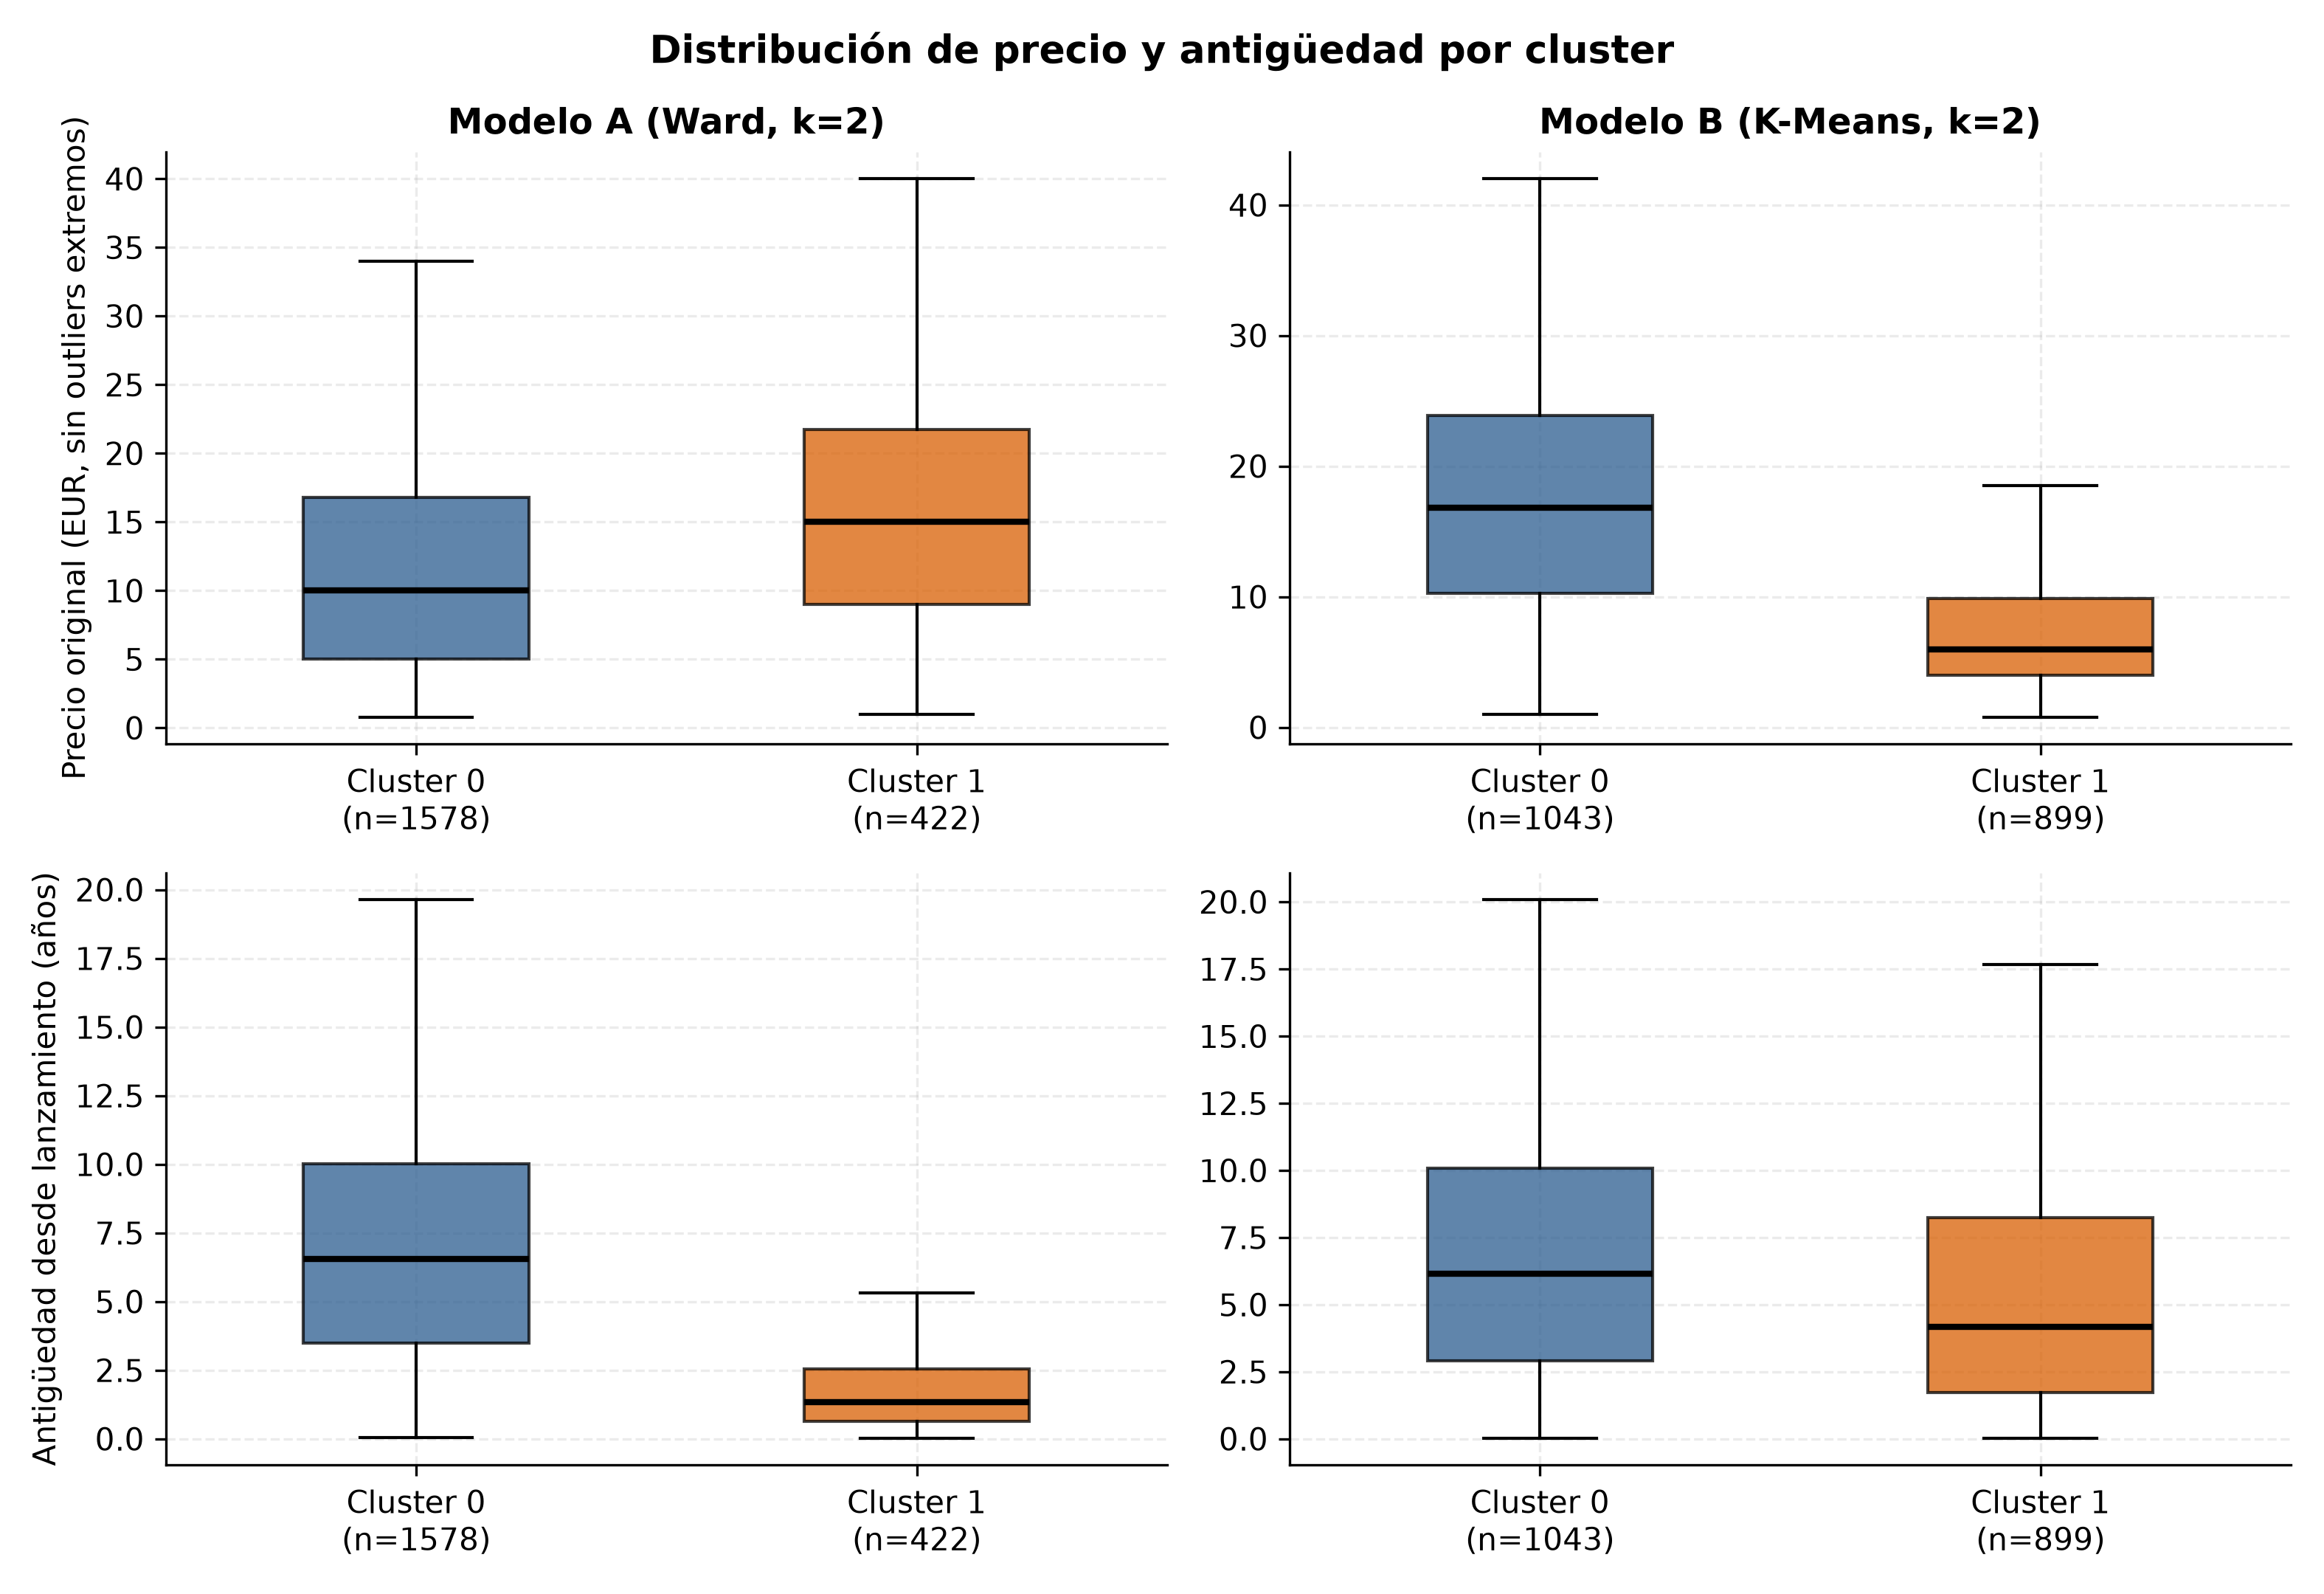 Distribución de precio y antigüedad por cluster
Modelo A (Ward, k=2)
Precio original (EUR, sin outliers extremos)
40
35
30
25
20
15
10
5
0
Cluster 0
(n=1578)
Cluster 1
(n=422)
Modelo B (K-Means, k=2)
40
30
20
10
0
Cluster 0
(n=1043)
Cluster 1
(n=899)
Antigüedad desde lanzamiento (años)
20.0
17.5
15.0
12.5
10.0
7.5
5.0
2.5
0.0
Cluster 0
(n=1578)
Cluster 1
(n=422)
20.0
17.5
15.0
12.5
10.0
7.5
5.0
2.5
0.0
Cluster 0
(n=1043)
Cluster 1
(n=899)